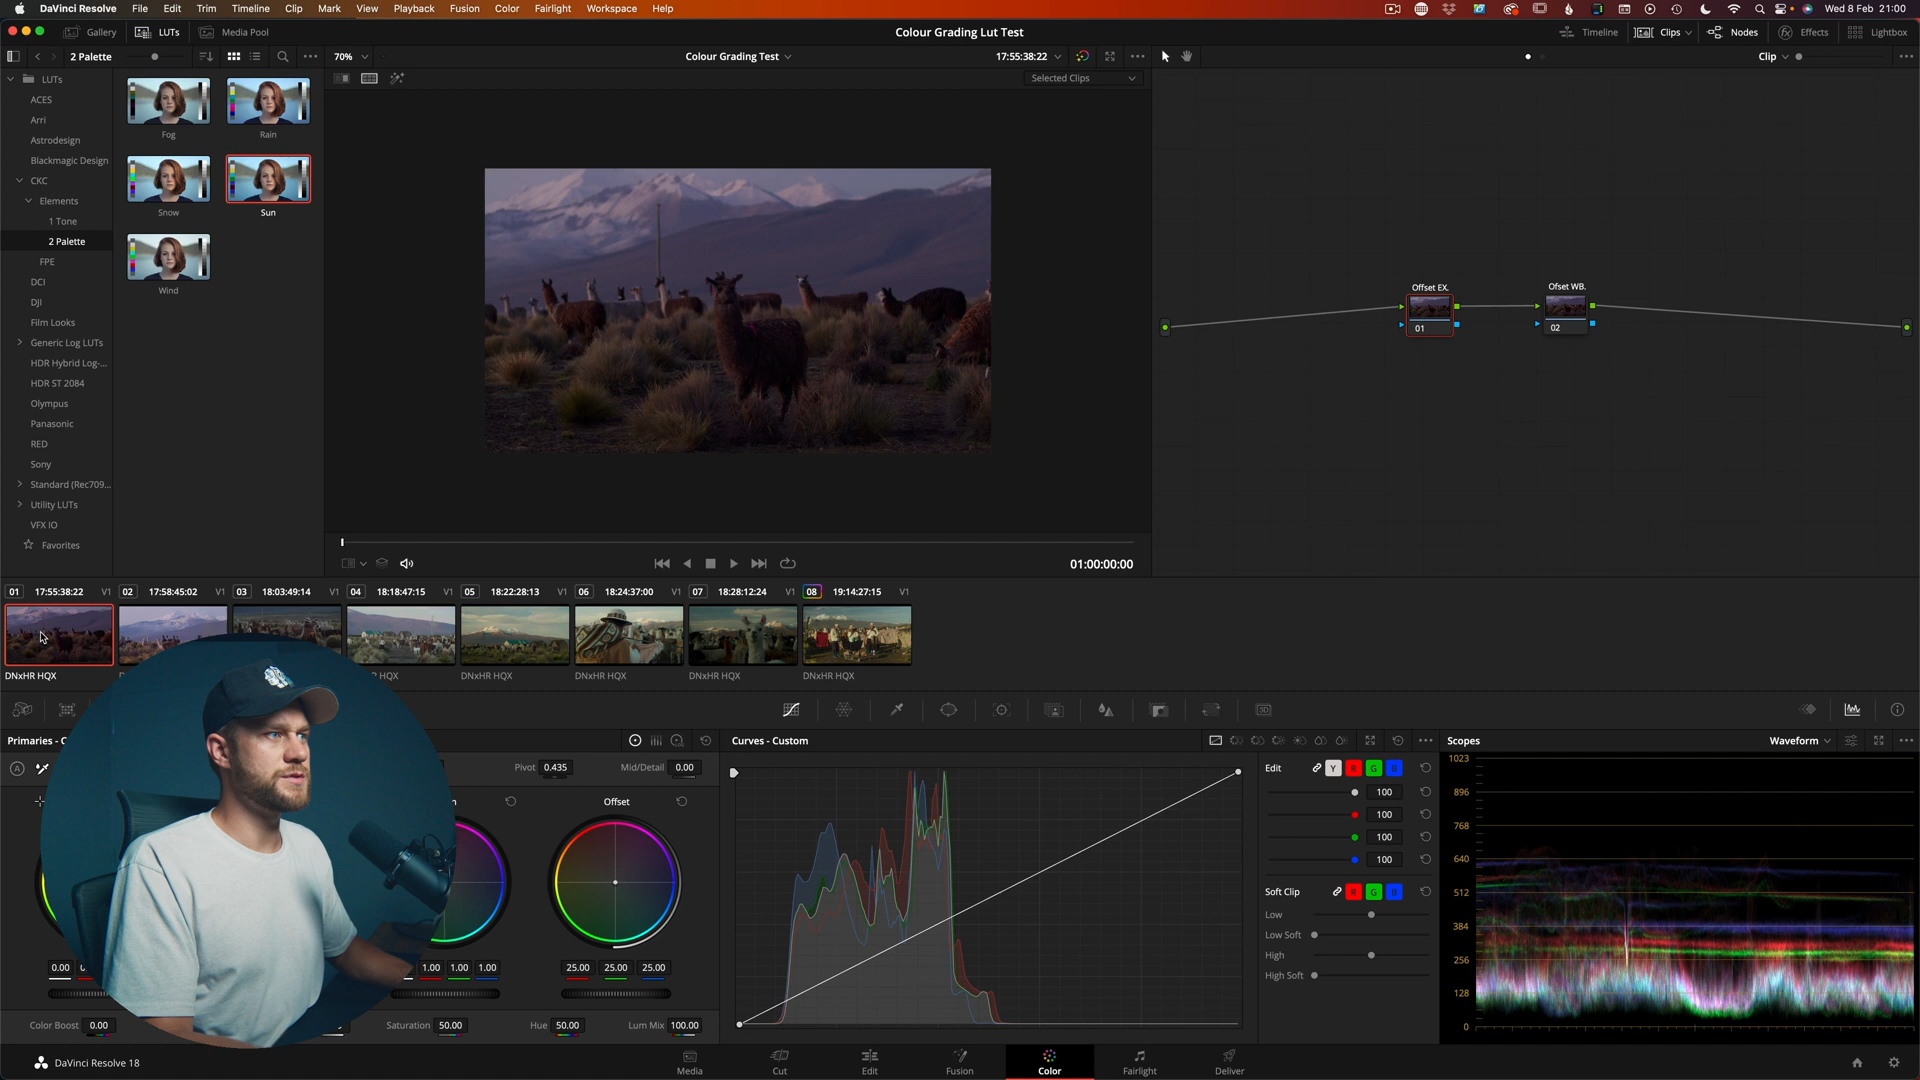 DaVinci Resolve File Edit Trim Timeline Clip Mark View Playback Fusion Color Fairlight Workspace Help
Wed 8 Feb 21:00
Gallery LUTs Media Pool
Colour Grading Lut Test
Timeline Clips Nodes Effects Lightbox
2 Palette
70%
Colour Grading Test
17:55:38:22
Clip
Selected Clips
LUTs
ACES
Arri
Astrodesign
Blackmagic Design
CKC
Elements
1 Tone
2 Palette
FPE
DCI
DJI
Film Looks
Generic Log LUTs
HDR Hybrid Log-...
HDR ST 2084
Olympus
Panasonic
RED
Sony
Standard (Rec709...
Utility LUTs
VFX IO
Favorites
Fog
Rain
Snow
Sun
Wind
Offset EX.
01
Ofset WB.
02
01:00:00:00
01 17:55:38:22 V1
02 17:58:45:02 V1
03 18:03:49:14 V1
04 18:18:47:15 V1
05 18:22:28:13 V1
06 18:24:37:00 V1
07 18:28:12:24 V1
08 19:14:27:15 V1
DNxHR HQX
HQX
DNxHR HQX
DNxHR HQX
DNxHR HQX
DNxHR HQX
Primaries - C
Pivot 0.435 Mid/Detail 0.00
Offset
0.00
1.00 1.00 1.00
25.00 25.00 25.00
Color Boost 0.00
Saturation 50.00 Hue 50.00 Lum Mix 100.00
Curves - Custom
Edit Y R G B
100
100
100
100
Soft Clip R G B
Low
Low Soft
High
High Soft
Scopes
Waveform
1023
896
768
640
512
384
256
128
0
DaVinci Resolve 18
Media Cut Edit Fusion Color Fairlight Deliver